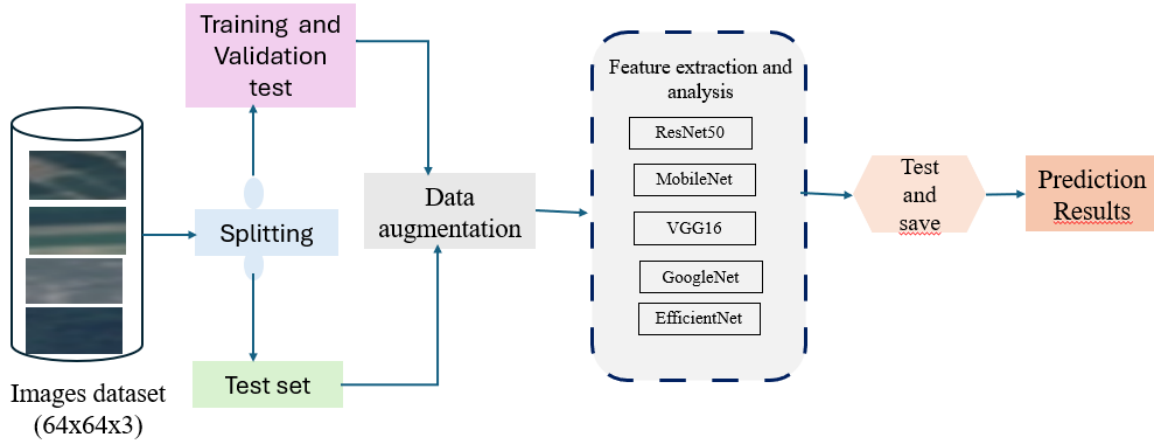 Images dataset
(64x64x3)
Splitting
Training and
Validation
test
Test set
Data
augmentation
Feature extraction and
analysis
ResNet50
MobileNet
VGG16
GoogleNet
EfficientNet
Test
and
save
Prediction
Results